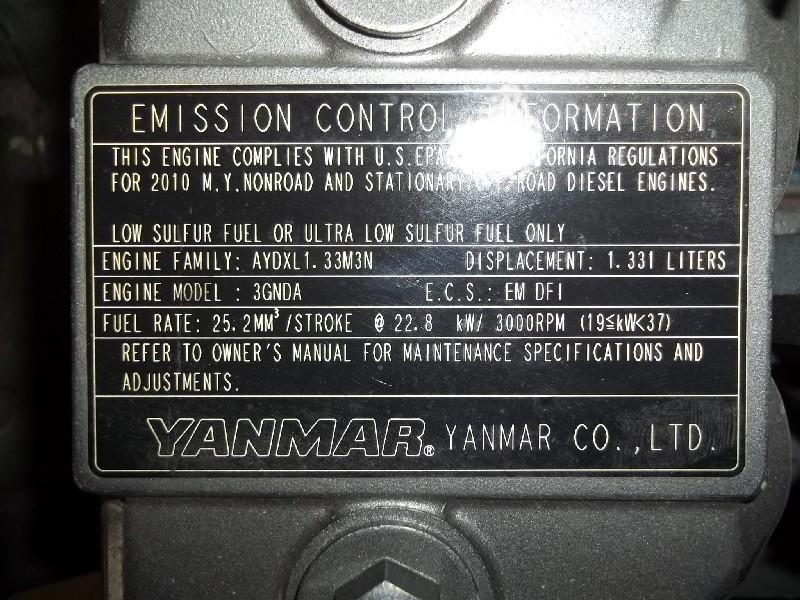 EMISSION CONTROL INFORMATION
THIS ENGINE COMPLIES WITH U.S.EPA CALIFORNIA REGULATIONS
FOR 2010 M.Y.NONROAD AND STATIONARY/OFF-ROAD DIESEL ENGINES.
LOW SULFUR FUEL OR ULTRA LOW SULFUR FUEL ONLY
ENGINE FAMILY: AYDXL1.33M3N DISPLACEMENT: 1.331 LITERS
ENGINE MODEL : 3GNDA E.C.S.: EM DFI
FUEL RATE: 25.2MM³/STROKE @ 22.8 kW/ 3000RPM (19≦kW<37)
REFER TO OWNER'S MANUAL FOR MAINTENANCE SPECIFICATIONS AND
ADJUSTMENTS.
YANMAR® YANMAR CO.,LTD.